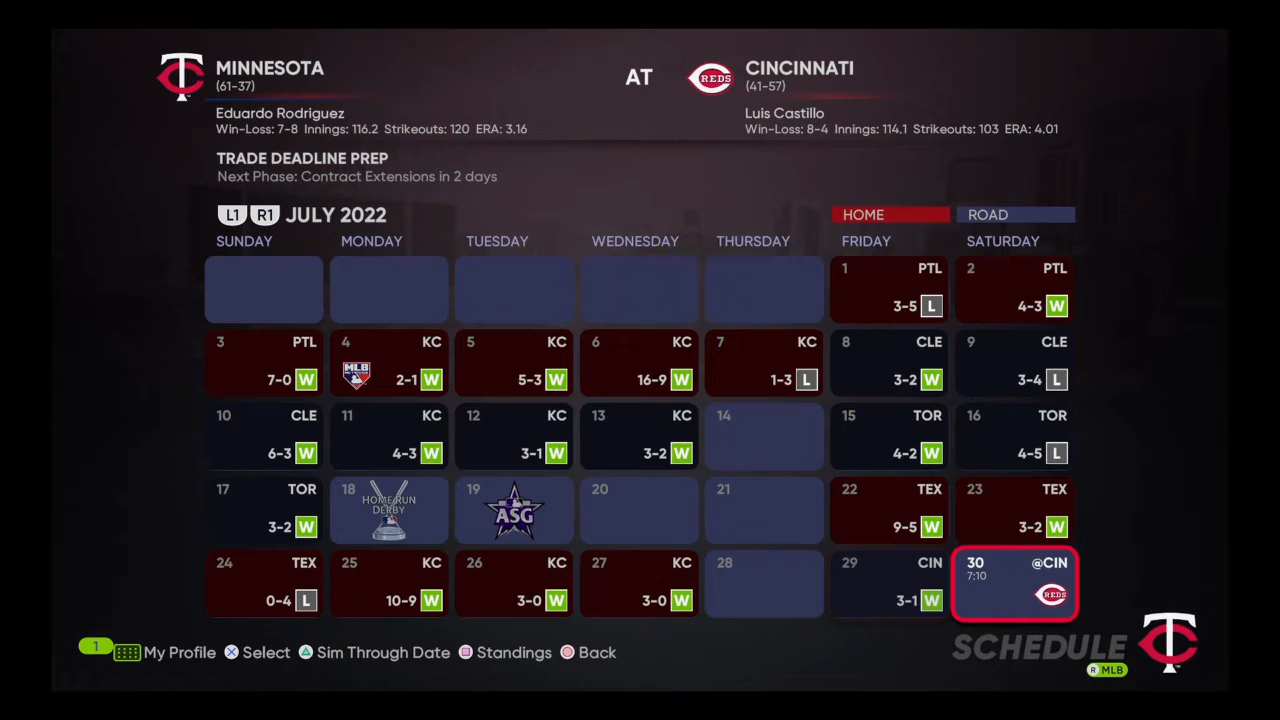 MINNESOTA
(61-37)
AT
REDS
CINCINNATI
(41-57)
Eduardo Rodriguez
Win-Loss: 7-8 Innings: 116.2 Strikeouts: 120 ERA: 3.16
Luis Castillo
Win-Loss: 8-4 Innings: 114.1 Strikeouts: 103 ERA: 4.01
TRADE DEADLINE PREP
Next Phase: Contract Extensions in 2 days
L1 R1 JULY 2022
HOME ROAD
SUNDAY MONDAY TUESDAY WEDNESDAY THURSDAY FRIDAY SATURDAY
1 PTL 2 PTL
3-5 L 4-3 W
3 PTL 4 KC 5 KC 6 KC 7 KC 8 CLE 9 CLE
7-0 W MLB 2-1 W 5-3 W 16-9 W 1-3 L 3-2 W 3-4 L
10 CLE 11 KC 12 KC 13 KC 14 15 TOR 16 TOR
6-3 W 4-3 W 3-1 W 3-2 W 4-2 W 4-5 L
17 TOR 18 19 20 21 22 TEX 23 TEX
HOME RUN
DERBY
ASG
3-2 W 9-5 W 3-2 W
24 TEX 25 KC 26 KC 27 KC 28 29 CIN 30 @CIN
7:10
0-4 L 10-9 W 3-0 W 3-0 W 3-1 W REDS
1 My Profile Select Sim Through Date Standings Back
SCHEDULE
R MLB